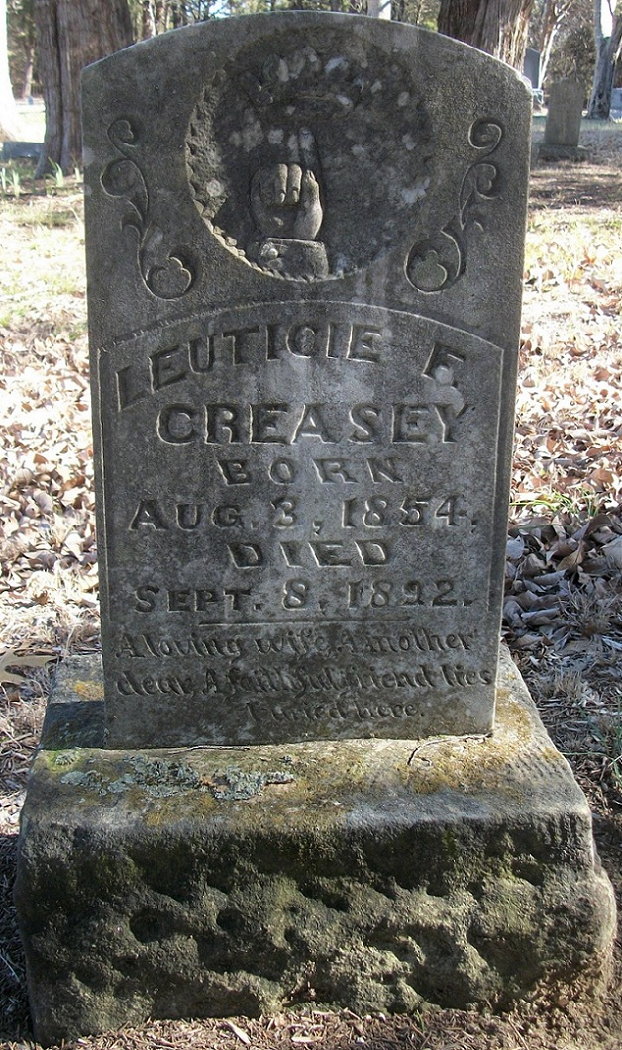 LEUTICIE F.
CREASEY
BORN
AUG. 3, 1854,
DIED
SEPT. 8, 1892.
A loving wife, A mother
dear, A faithful friend lies
buried here.